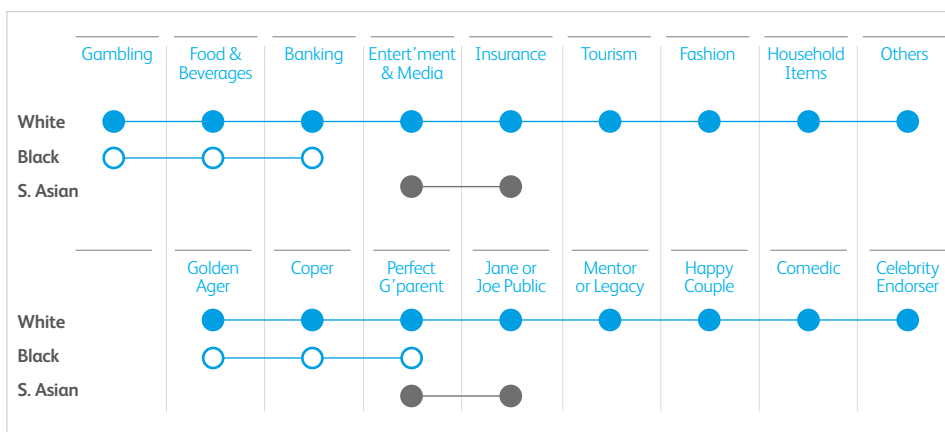 Gambling
Food &
Beverages
Banking
Entert’ment
& Media
Insurance
Tourism
Fashion
Household
Items
Others
White
Black
S. Asian
Golden
Ager
Coper
Perfect
G’parent
Jane or
Joe Public
Mentor
or Legacy
Happy
Couple
Comedic
Celebrity
Endorser
White
Black
S. Asian